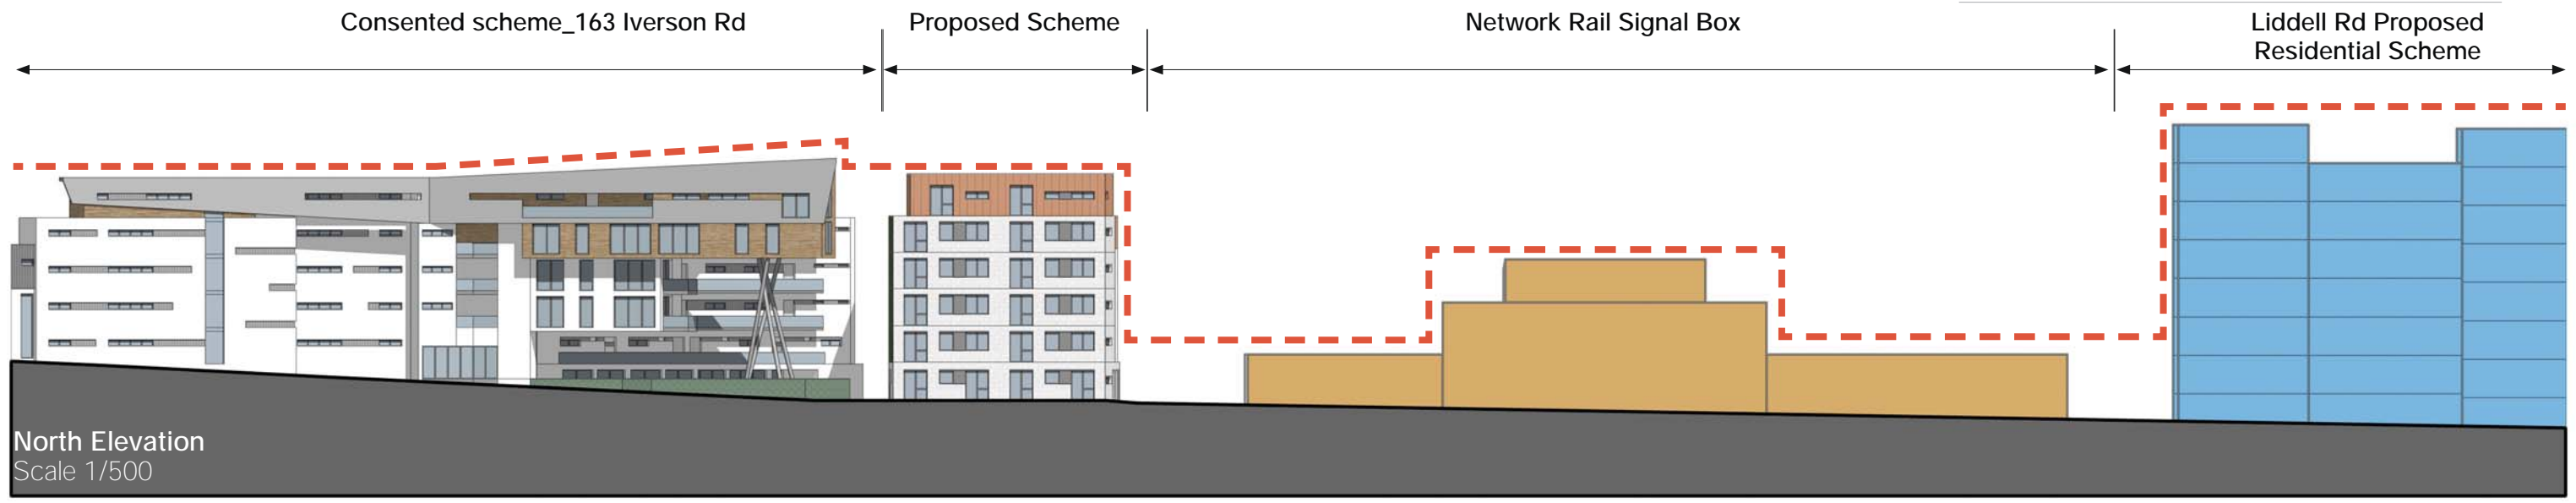 Consented scheme_163 Iverson Rd
Proposed Scheme
Network Rail Signal Box
Liddell Rd Proposed
Residential Scheme
North Elevation
Scale 1/500